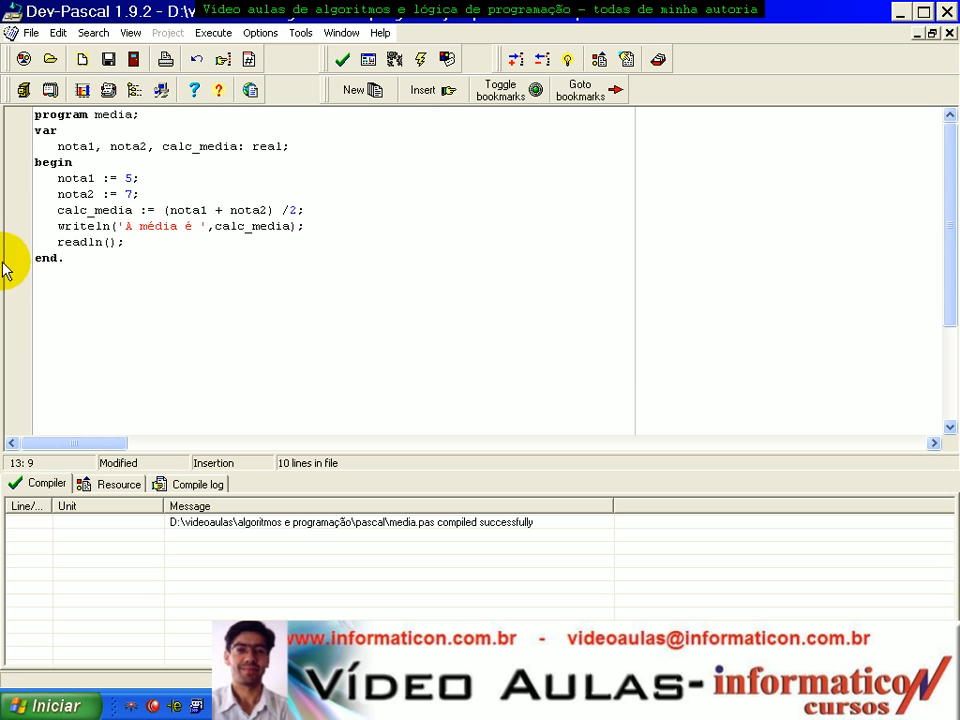 Dev-Pascal 1.9.2 - D:\v
Vídeo aulas de algoritmos e lógica de programação - todas de minha autoria
File Edit Search View Project Execute Options Tools Window Help
New Insert Toggle bookmarks Goto bookmarks
program media;
var
nota1, nota2, calc_media: real;
begin
nota1 := 5;
nota2 := 7;
calc_media := (nota1 + nota2) /2;
writeln('A média é ',calc_media);
readln();
end.
13: 9 Modified Insertion 10 lines in file
Compiler Resource Compile log
Line/... Unit Message
D:\videoaulas\algoritmos e programação\pascal\media.pas compiled successfully
www.informaticon.com.br - videoaulas@informaticon.com.br
VÍDEO AULAS- informaticon
cursos
Iniciar